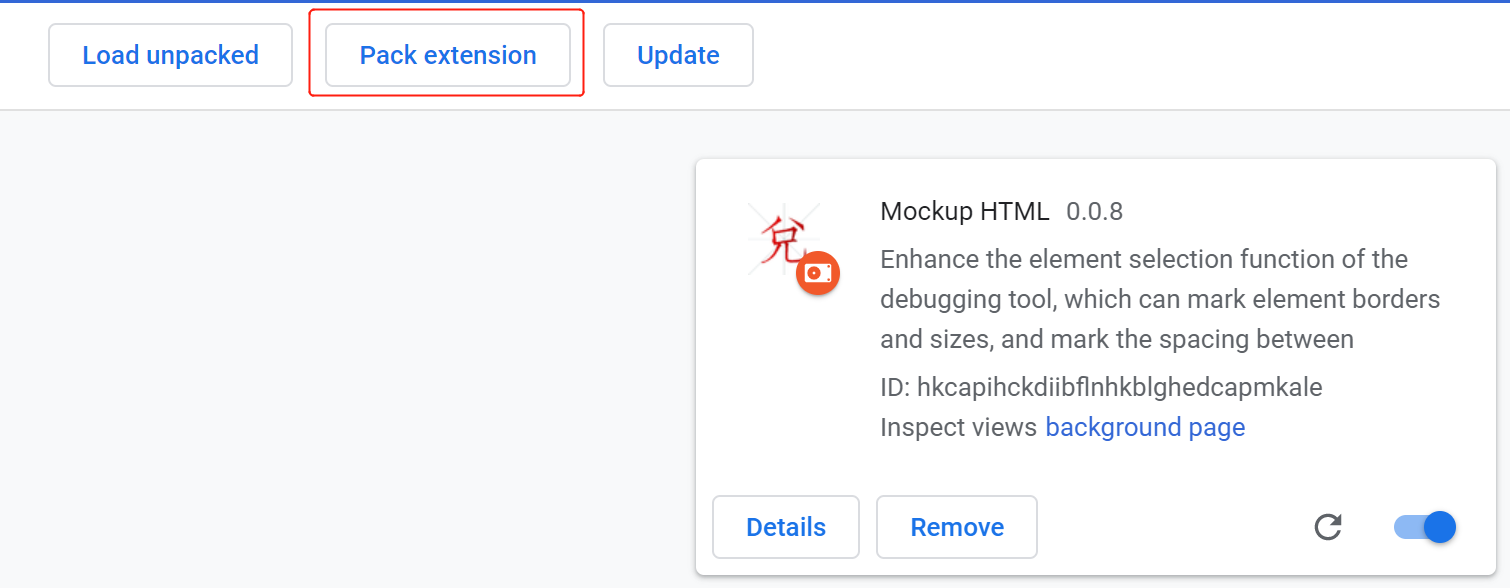 Load unpacked Pack extension Update
兌
Mockup HTML 0.0.8
Enhance the element selection function of the
debugging tool, which can mark element borders
and sizes, and mark the spacing between
ID: hkcapihckdiibflnhkblghedcapmkale
Inspect views background page
Details Remove